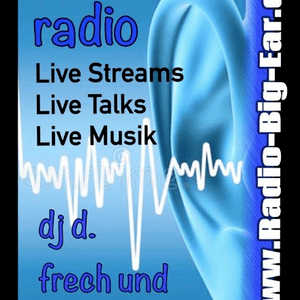 radio
Live Streams
Live Talks
Live Musik
dj d.
frech und
www.Radio-Big-Ear.